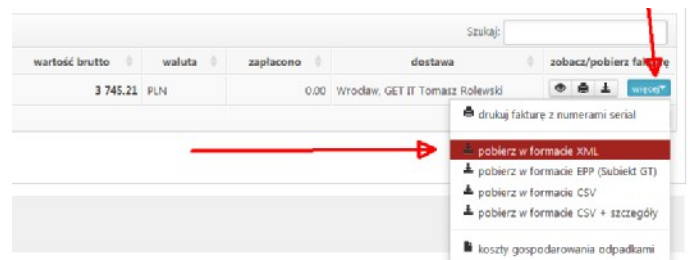 Szukaj:
wartość brutto waluta zapłacono dostawa zobacz/pobierz fakturę
3 745.21 PLN 0.00 Wrocław, GET IT Tomasz Rolewski więcej
drukuj fakturę z numerami serial
pobierz w formacie XML
pobierz w formacie EPP (Subiekt GT)
pobierz w formacie CSV
pobierz w formacie CSV + szczegóły
koszty gospodarowania odpadkami